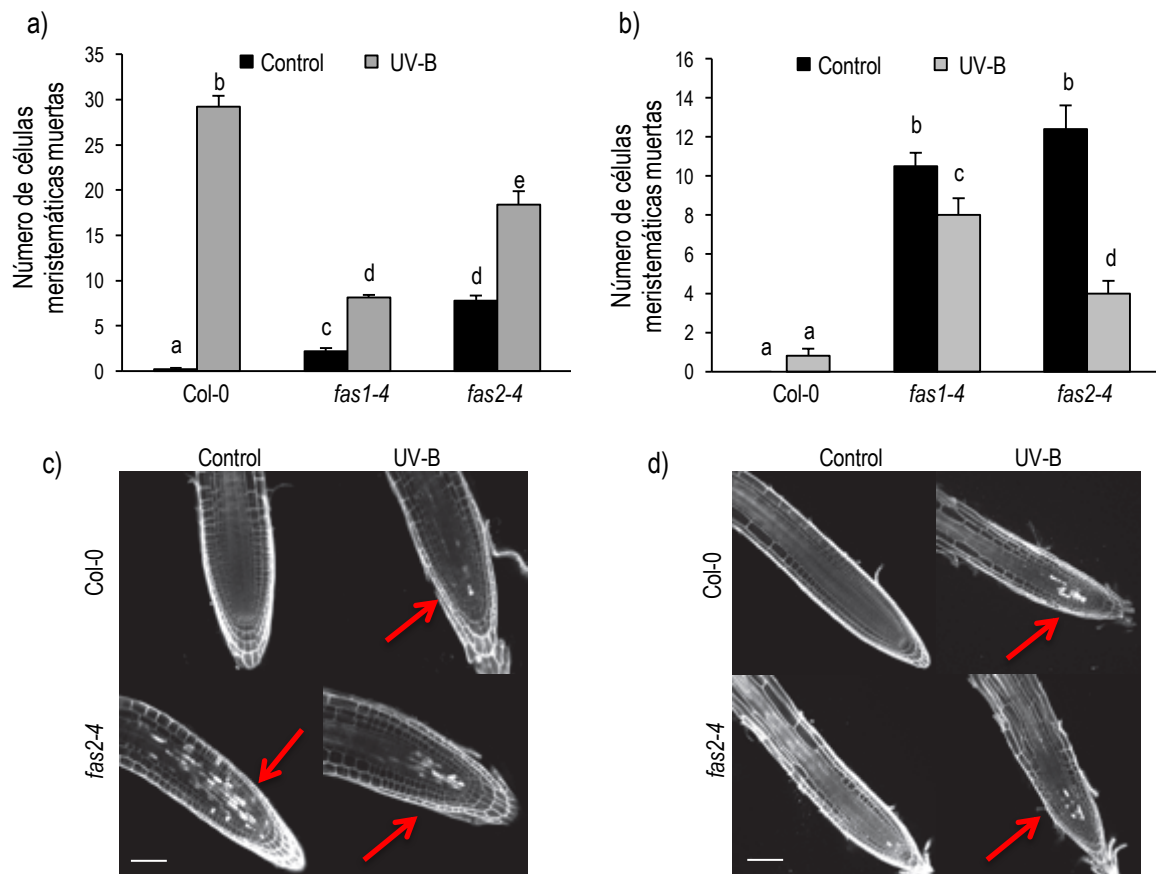 a)
Control UV-B
Número de células
meristemáticas muertas
35
30
25
20
15
10
5
0
a
b
c
d
d
e
Col-0 fas1-4 fas2-4
b)
Control UV-B
Número de células
meristemáticas muertas
16
14
12
10
8
6
4
2
0
a
a
b
c
b
d
Col-0 fas1-4 fas2-4
c)
Control UV-B
Col-0
fas2-4
d)
Control UV-B
Col-0
fas2-4